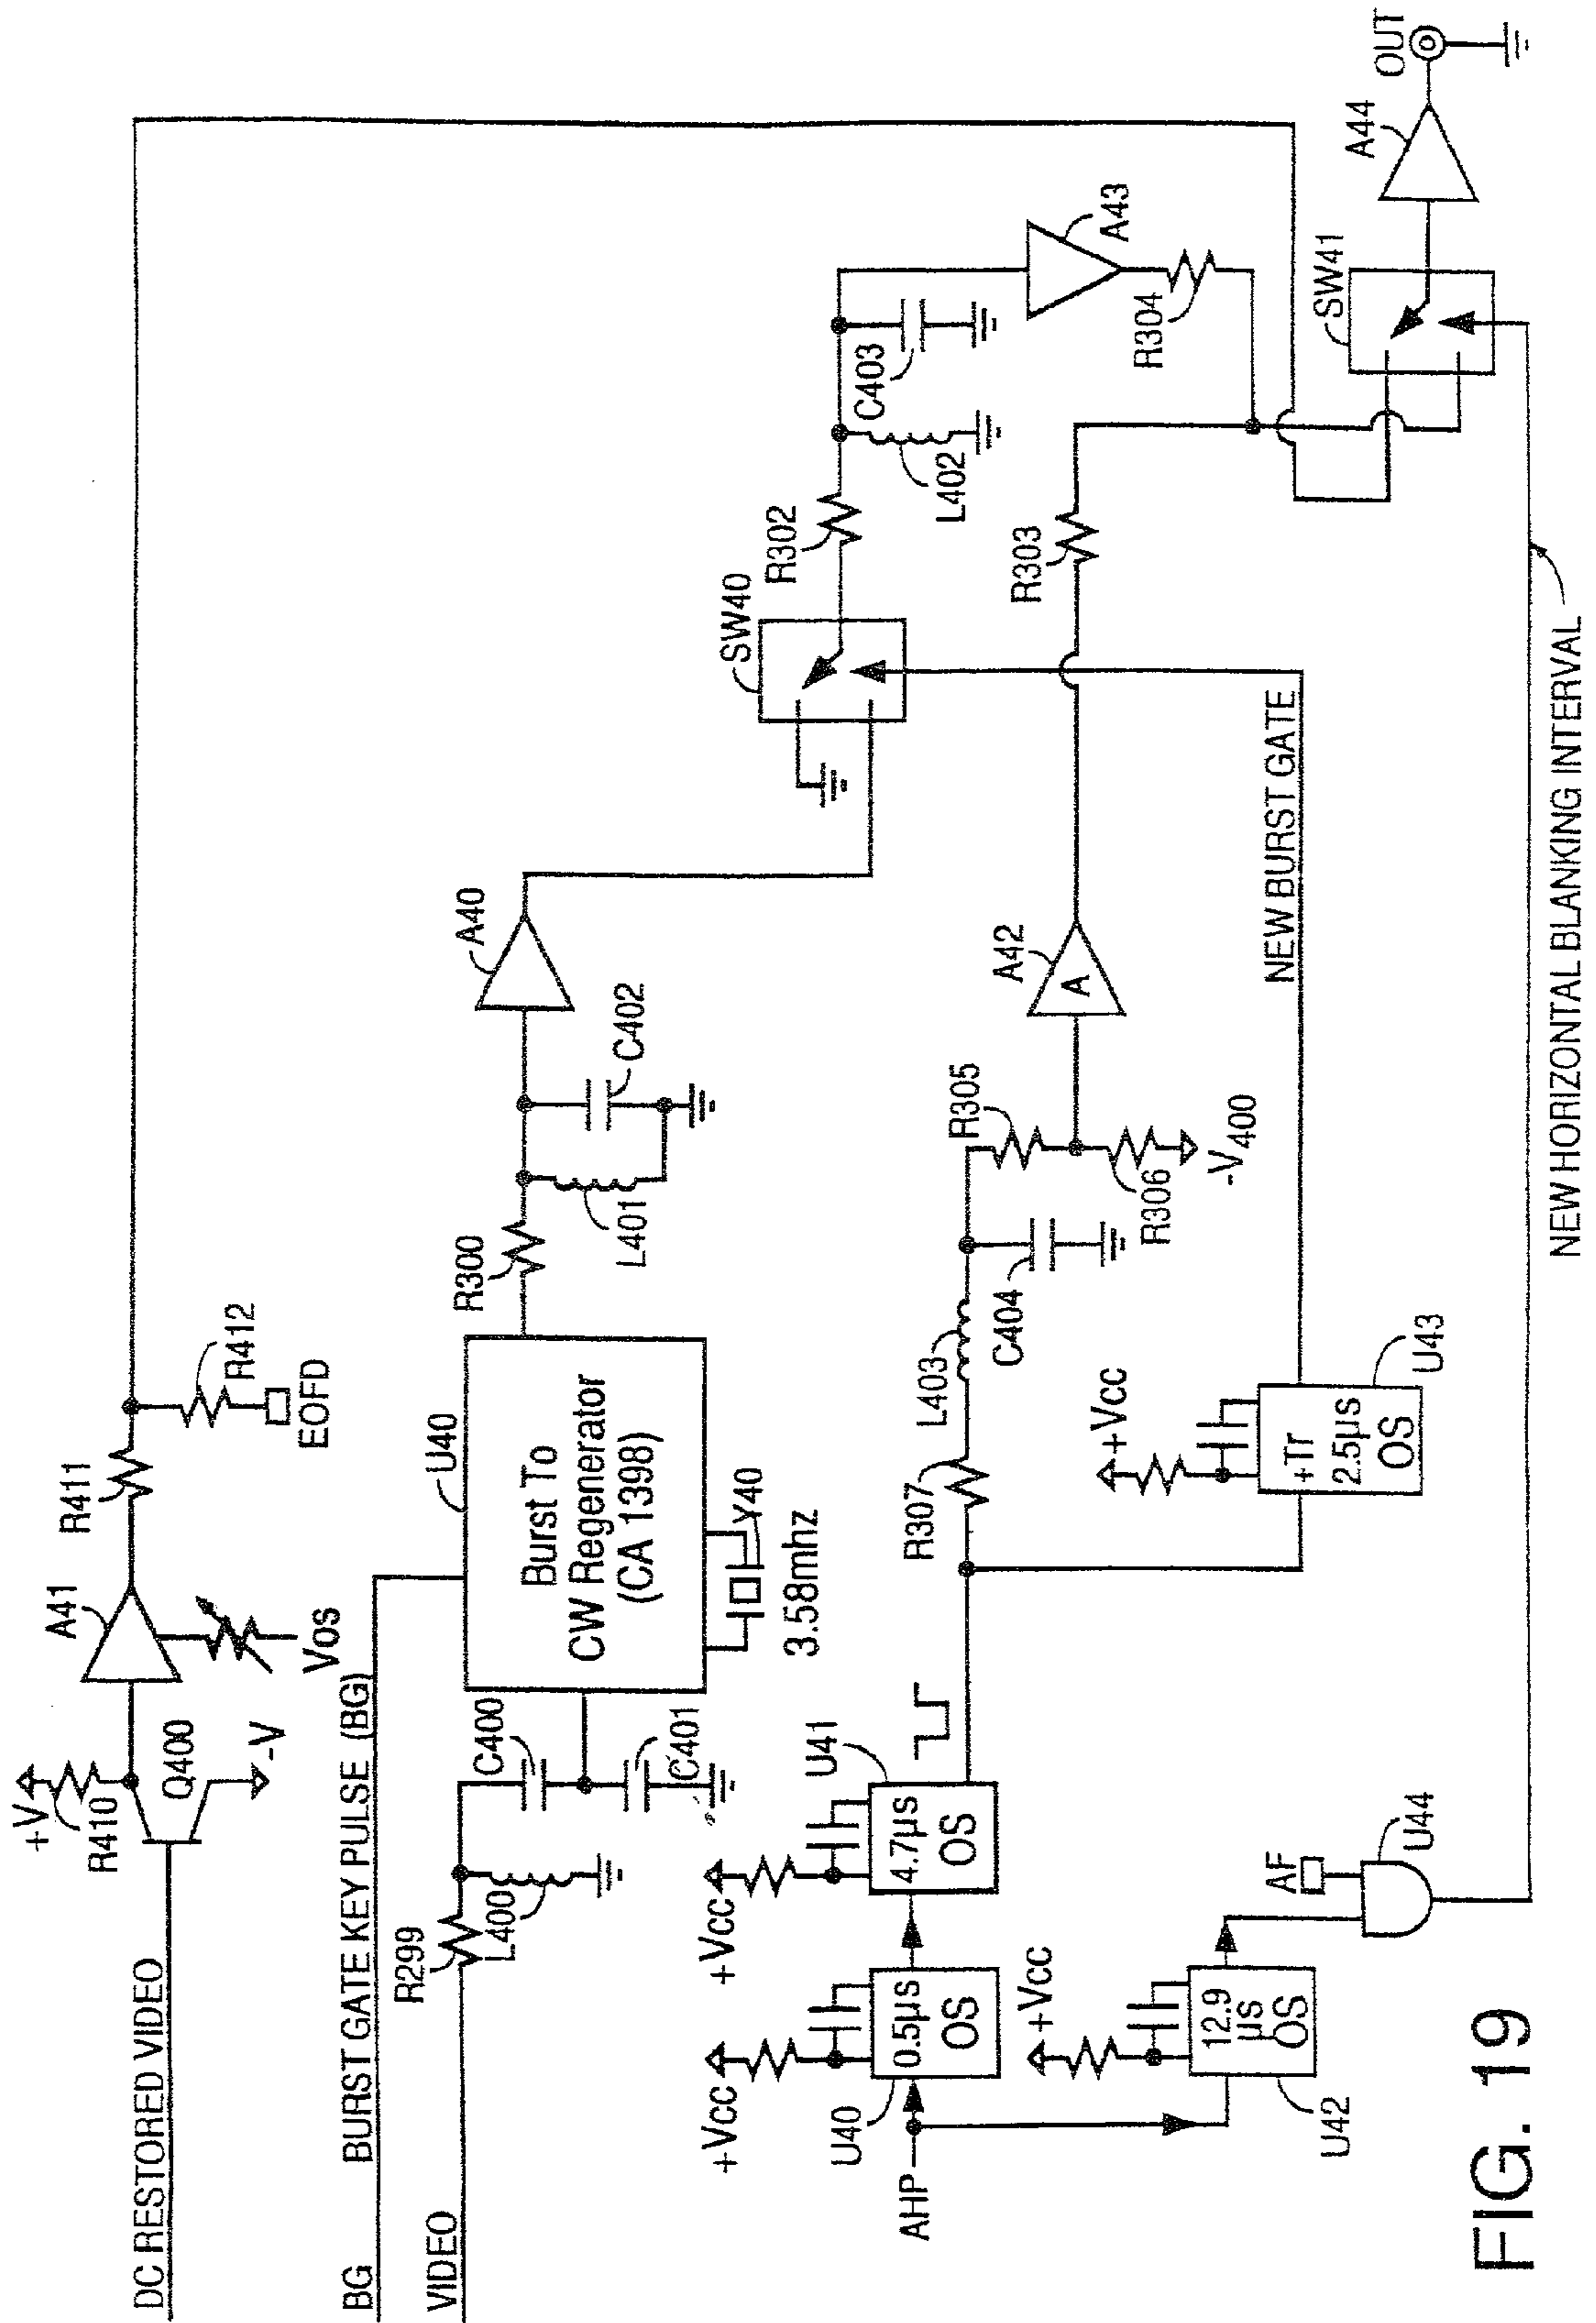 DC RESTORED VIDEO
+V
R410
Q400
-V
A41
Vos
R411
R412
EOFD
BG BURST GATE KEY PULSE (BG)
VIDEO
R299
L400
C400
C401
U40
Burst To
CW Regenerator
(CA 1398)
Y40
3.58mhz
R300
L401
C402
A40
SW40
R302
L402
C403
A43
R304
AHP
+Vcc
0.5µs
OS
U40
+Vcc
4.7µs
OS
U41
R307
L403
C404
R305
R306
-V400
A42
A
R303
+Vcc
12.9
µs
OS
U42
AF
U44
+Vcc
+Tr
2.5µs
OS
U43
NEW BURST GATE
SW41
A44
OUT
NEW HORIZONTAL BLANKING INTERVAL
FIG. 19